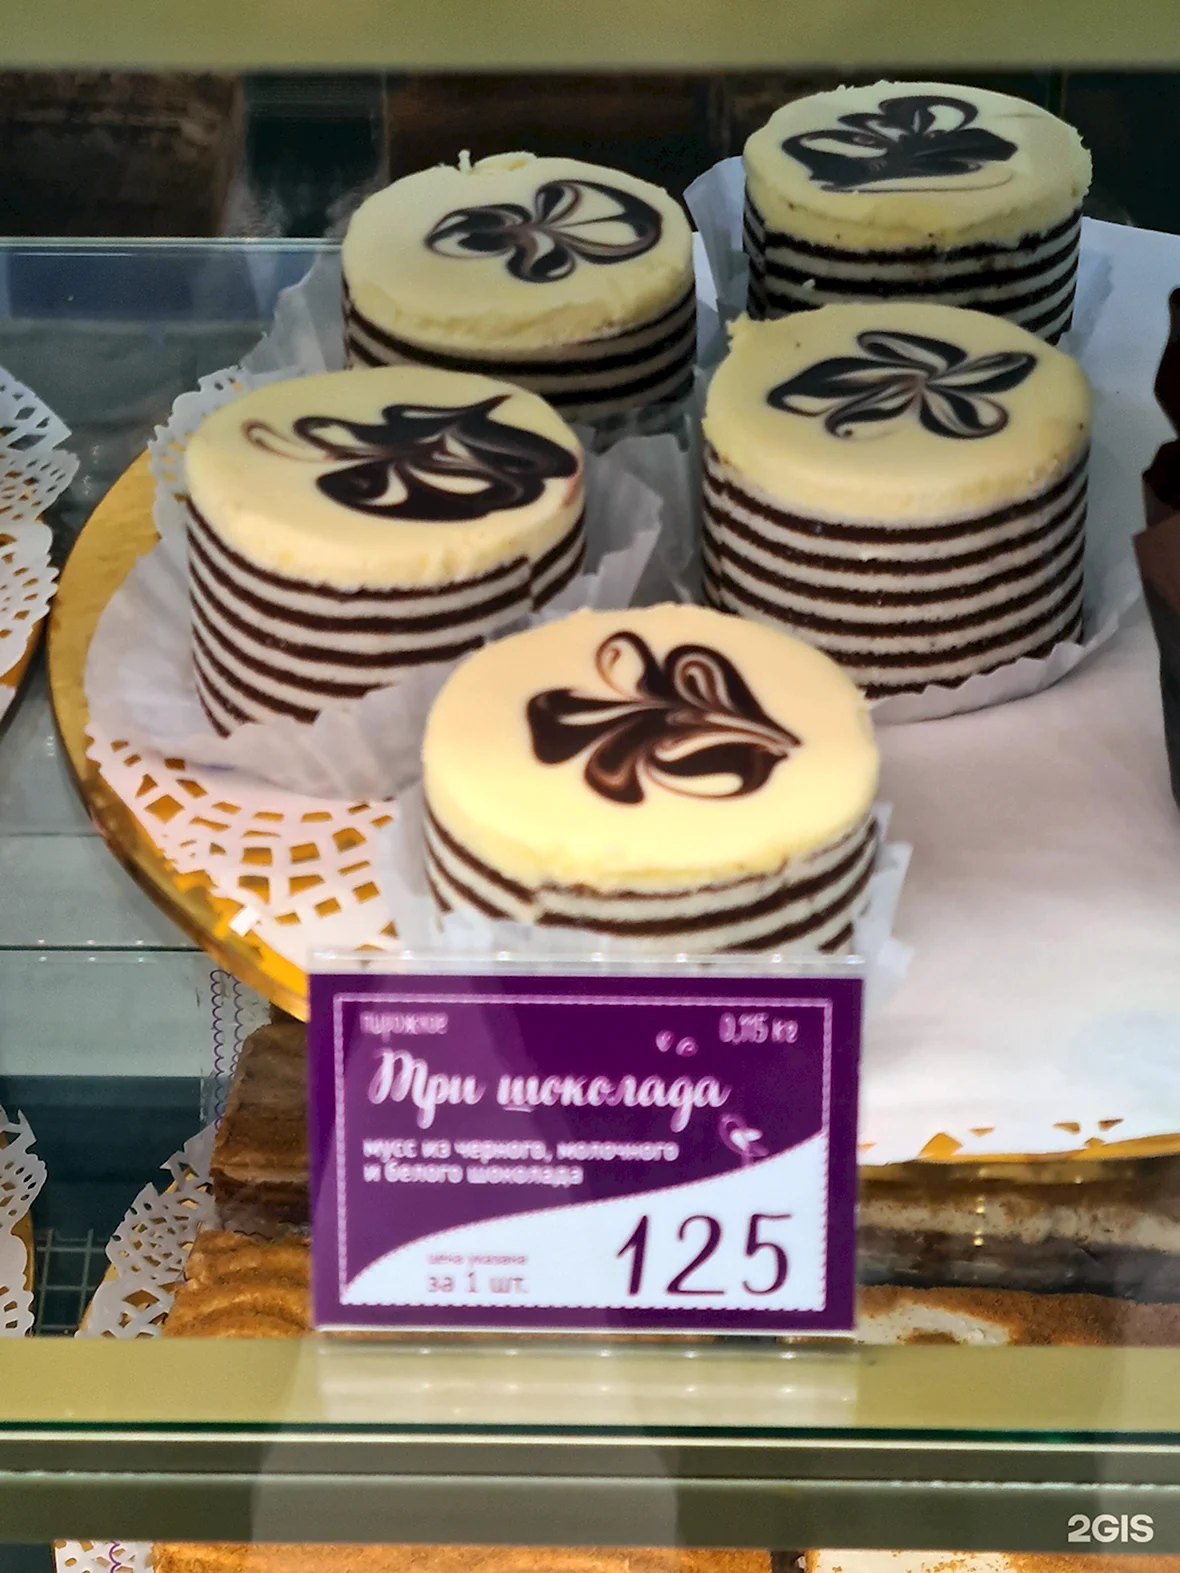 пирожное
0,115 кг
Три шоколада
мусс из черного, молочного
и белого шоколада
цена указана
за 1 шт.
125
2GIS